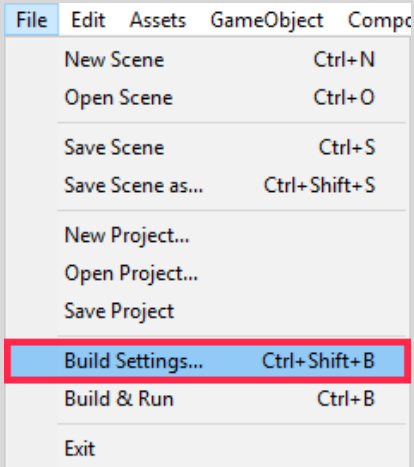 File Edit Assets GameObject Compo
New Scene Ctrl+N
Open Scene Ctrl+O
Save Scene Ctrl+S
Save Scene as... Ctrl+Shift+S
New Project...
Open Project...
Save Project
Build Settings... Ctrl+Shift+B
Build & Run Ctrl+B
Exit